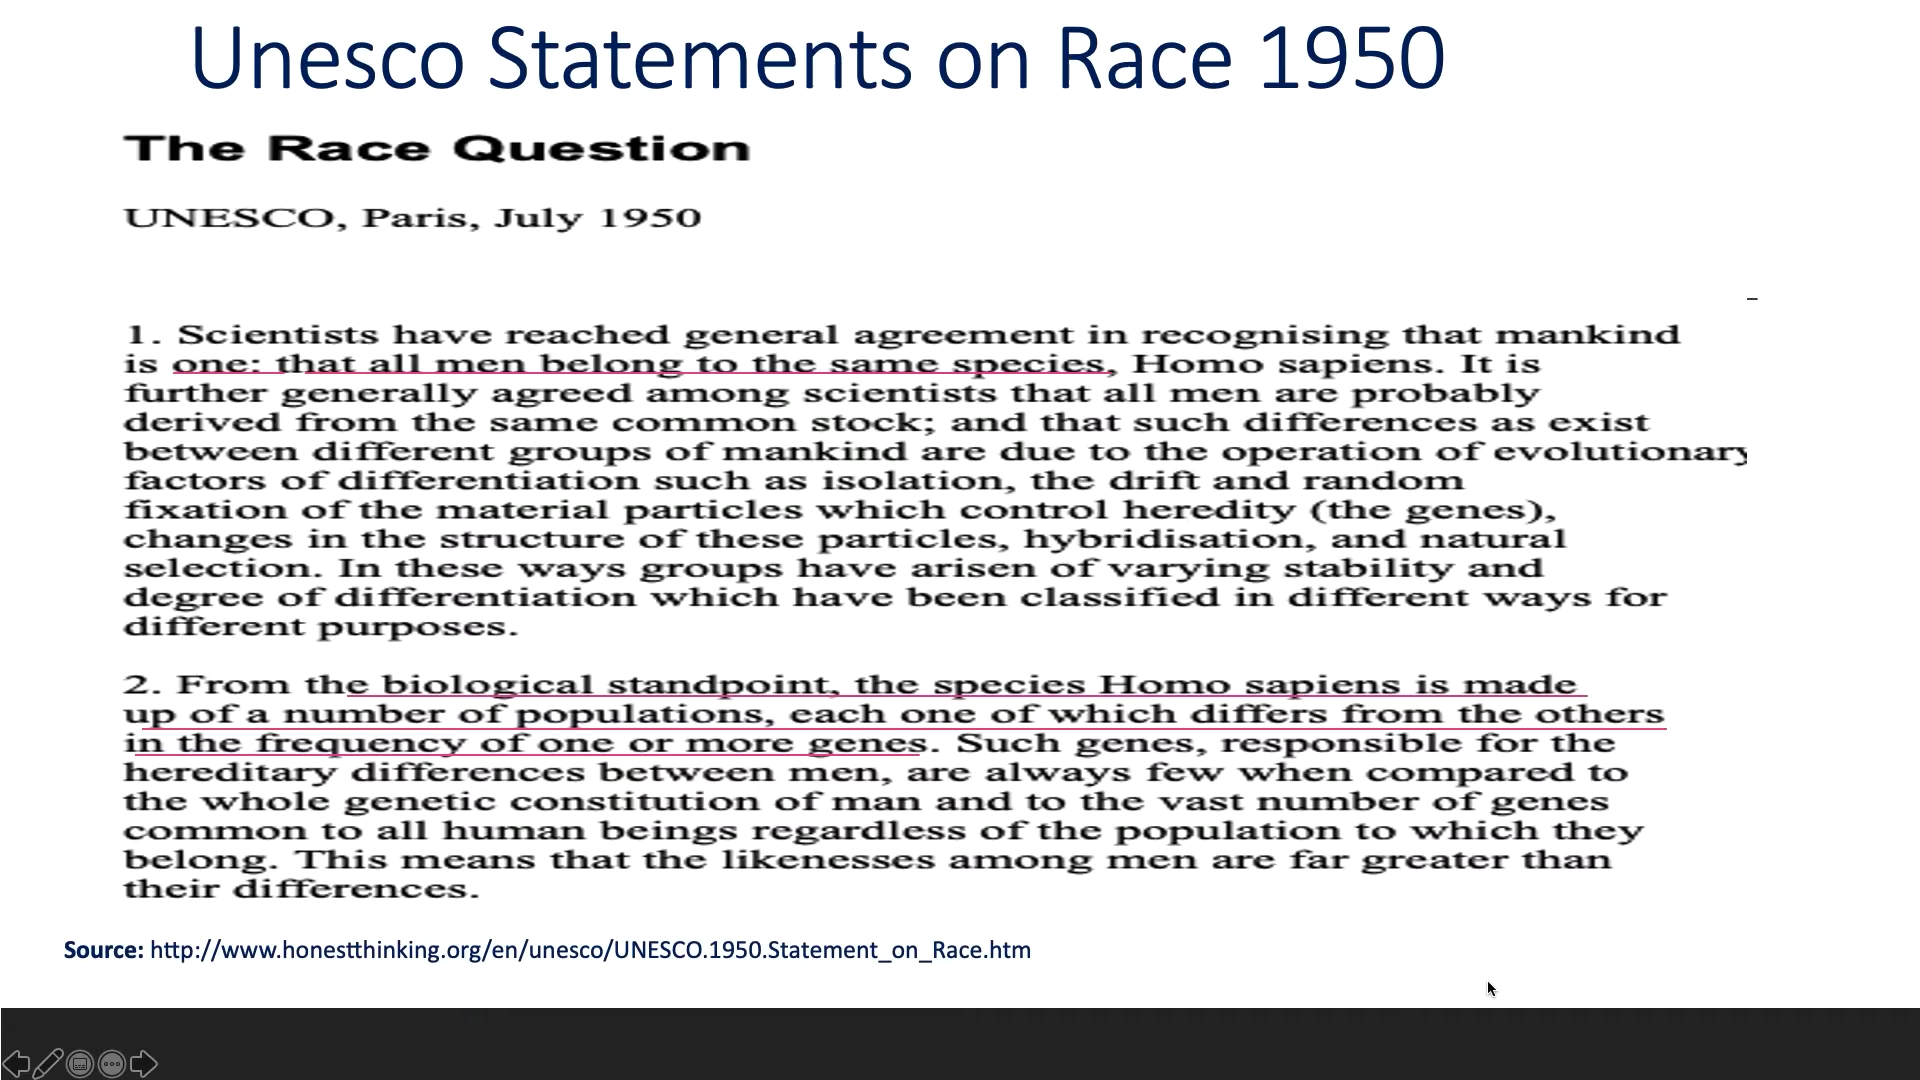 Unesco Statements on Race 1950
The Race Question
UNESCO, Paris, July 1950
1. Scientists have reached general agreement in recognising that mankind
is one: that all men belong to the same species, Homo sapiens. It is
further generally agreed among scientists that all men are probably
derived from the same common stock; and that such differences as exist
between different groups of mankind are due to the operation of evolutionary
factors of differentiation such as isolation, the drift and random
fixation of the material particles which control heredity (the genes),
changes in the structure of these particles, hybridisation, and natural
selection. In these ways groups have arisen of varying stability and
degree of differentiation which have been classified in different ways for
different purposes.
2. From the biological standpoint, the species Homo sapiens is made
up of a number of populations, each one of which differs from the others
in the frequency of one or more genes. Such genes, responsible for the
hereditary differences between men, are always few when compared to
the whole genetic constitution of man and to the vast number of genes
common to all human beings regardless of the population to which they
belong. This means that the likenesses among men are far greater than
their differences.
Source: http://www.honestthinking.org/en/unesco/UNESCO.1950.Statement_on_Race.htm